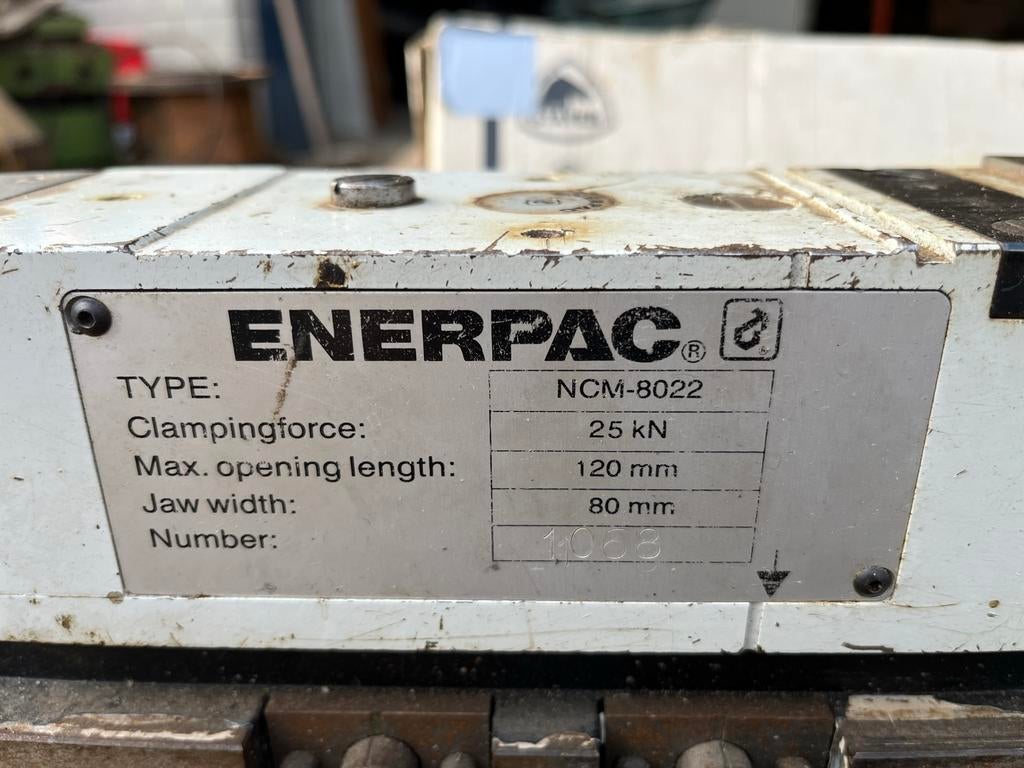 ENERPAC®
TYPE: NCM-8022
Clampingforce: 25 kN
Max. opening length: 120 mm
Jaw width: 80 mm
Number: 1068